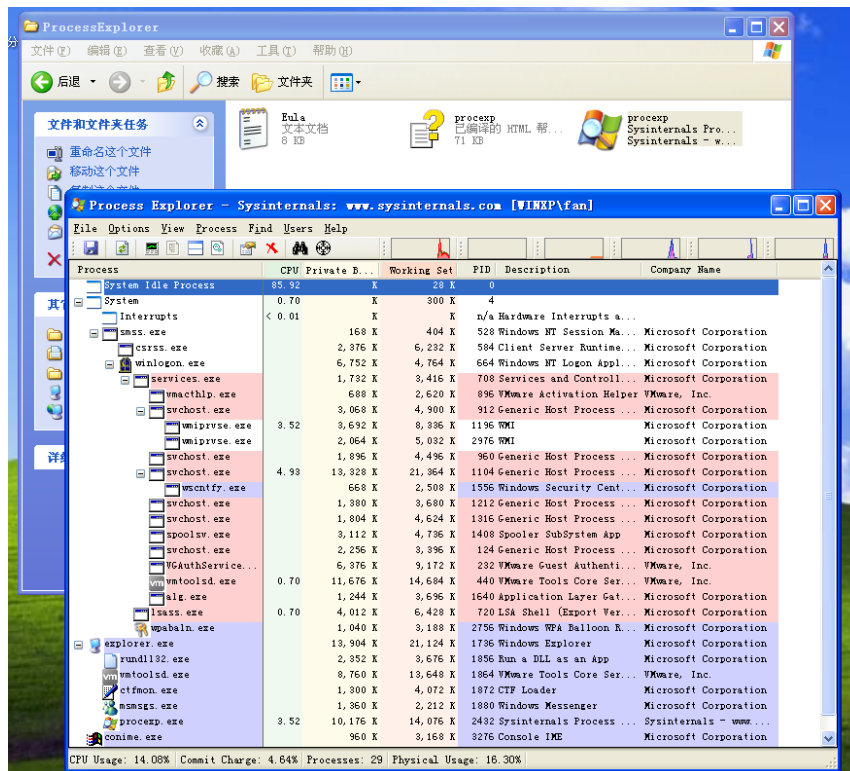 ProcessExplorer
文件(F) 编辑(E) 查看(V) 收藏(A) 工具(T) 帮助(H)
后退 搜索 文件夹
文件和文件夹任务
重命名这个文件
移动这个文件
复制这个文件
Eula
文本文档
8 KB
procexp
已编译的 HTML 帮...
71 KB
procexp
Sysinternals Pro...
Sysinternals - w...
Process Explorer - Sysinternals: www.sysinternals.com [WINXP\fan]
File Options View Process Find Users Help
Process CPU Private B... Working Set PID Description Company Name
System Idle Process 85.92 K 28 K 0
System 0.70 K 300 K 4
Interrupts < 0.01 K K n/a Hardware Interrupts a...
smss.exe 168 K 404 K 528 Windows NT Session Ma... Microsoft Corporation
csrss.exe 2,376 K 6,232 K 584 Client Server Runtime... Microsoft Corporation
winlogon.exe 6,752 K 4,764 K 664 Windows NT Logon Appl... Microsoft Corporation
services.exe 1,732 K 3,416 K 708 Services and Controll... Microsoft Corporation
vmacthlp.exe 688 K 2,620 K 896 VMware Activation Helper VMware, Inc.
svchost.exe 3,068 K 4,900 K 912 Generic Host Process ... Microsoft Corporation
wmiprvse.exe 3.52 3,692 K 8,336 K 1196 WMI Microsoft Corporation
wmiprvse.exe 2,064 K 5,032 K 2976 WMI Microsoft Corporation
svchost.exe 1,896 K 4,496 K 960 Generic Host Process ... Microsoft Corporation
svchost.exe 4.93 13,328 K 21,364 K 1104 Generic Host Process ... Microsoft Corporation
wscntfy.exe 668 K 2,508 K 1556 Windows Security Cent... Microsoft Corporation
svchost.exe 1,380 K 3,680 K 1212 Generic Host Process ... Microsoft Corporation
svchost.exe 1,804 K 4,624 K 1316 Generic Host Process ... Microsoft Corporation
spoolsv.exe 3,112 K 4,736 K 1408 Spooler SubSystem App Microsoft Corporation
svchost.exe 2,256 K 3,396 K 124 Generic Host Process ... Microsoft Corporation
VGAuthService... 6,376 K 9,172 K 232 VMware Guest Authenti... VMware, Inc.
vmtoolsd.exe 0.70 11,676 K 14,684 K 440 VMware Tools Core Ser... VMware, Inc.
alg.exe 1,244 K 3,696 K 1640 Application Layer Gat... Microsoft Corporation
lsass.exe 0.70 4,012 K 6,428 K 720 LSA Shell (Export Ver... Microsoft Corporation
wpabaln.exe 1,040 K 3,188 K 2756 Windows WPA Balloon R... Microsoft Corporation
explorer.exe 13,904 K 21,124 K 1736 Windows Explorer Microsoft Corporation
rundll32.exe 2,352 K 3,676 K 1856 Run a DLL as an App Microsoft Corporation
vmtoolsd.exe 8,760 K 13,648 K 1864 VMware Tools Core Ser... VMware, Inc.
ctfmon.exe 1,300 K 4,072 K 1872 CTF Loader Microsoft Corporation
msmsgs.exe 1,360 K 2,212 K 1880 Windows Messenger Microsoft Corporation
procexp.exe 3.52 10,176 K 14,076 K 2432 Sysinternals Process ... Sysinternals - www....
conime.exe 960 K 3,168 K 3276 Console IME Microsoft Corporation
CPU Usage: 14.08% Commit Charge: 4.64% Processes: 29 Physical Usage: 16.30%